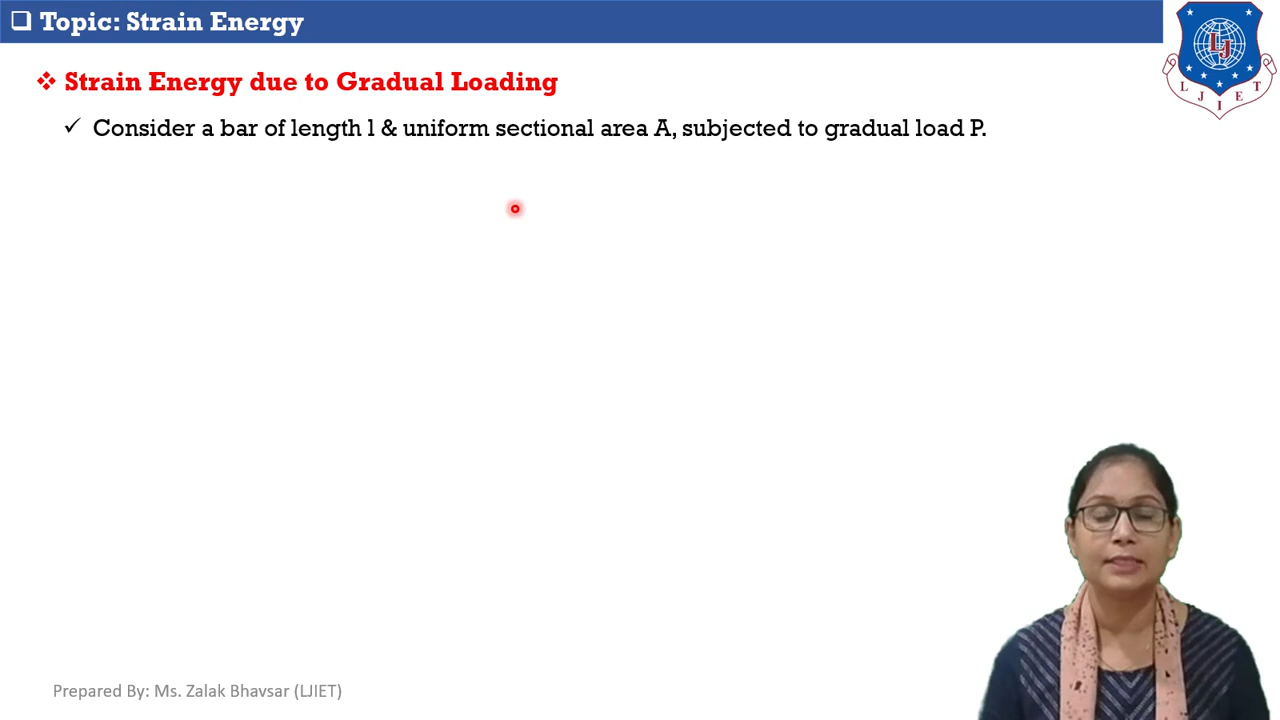 ❑ Topic: Strain Energy
LJ
L J I E T
❖ Strain Energy due to Gradual Loading
✓ Consider a bar of length l & uniform sectional area A, subjected to gradual load P.
Prepared By: Ms. Zalak Bhavsar (LJIET)